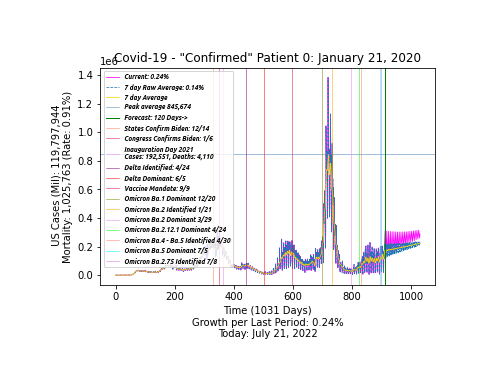 Covid-19 - "Confirmed" Patient 0: January 21, 2020
1e6
1.4
1.2
1.0
0.8
0.6
0.4
0.2
0.0
US Cases (Mil): 119,797,944
Mortality: 1,025,763 (Rate: 0.91%)
Current: 0.24%
7 day Raw Average: 0.14%
7 day Average
Peak average 845,674
Forecast: 120 Days->
States Confirm Biden: 12/14
Congress Confirms Biden: 1/6
Inauguration Day 2021
Cases: 192,551, Deaths: 4,110
Delta Identified: 4/24
Delta Dominant: 6/5
Vaccine Mandate: 9/9
Omicron Ba.1 Dominant 12/20
Omicron Ba.2 Identified 1/21
Omicron Ba.2 Dominant 3/29
Omicron Ba.2.12.1 Dominant 4/24
Omicron Ba.4 - Ba.5 Identified 4/30
Omicron Ba.5 Dominant 7/5
Omicron Ba.2.75 Identified 7/8
0 200 400 600 800 1000
Time (1031 Days)
Growth per Last Period: 0.24%
Today: July 21, 2022